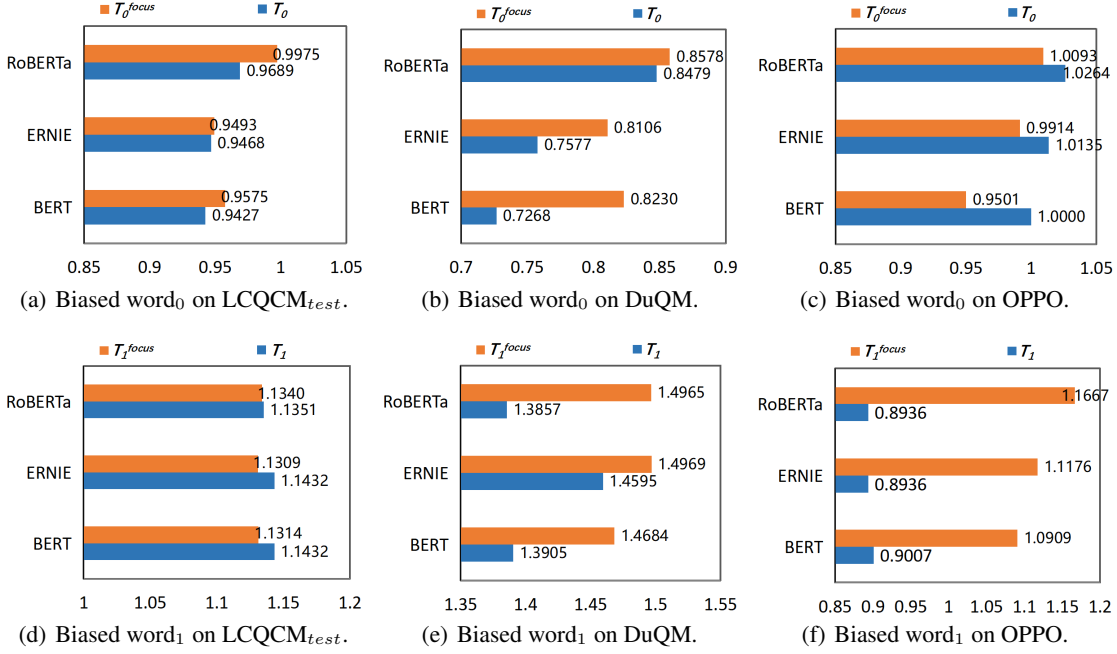 T₀ᶠᵒᶜᵘˢ T₀
RoBERTa 0.9975
0.9689
ERNIE 0.9493
0.9468
BERT 0.9575
0.9427
0.85 0.9 0.95 1 1.05
(a) Biased word₀ on LCQCMtest.
T₀ᶠᵒᶜᵘˢ T₀
RoBERTa 0.8578
0.8479
ERNIE 0.8106
0.7577
BERT 0.8230
0.7268
0.7 0.75 0.8 0.85 0.9
(b) Biased word₀ on DuQM.
T₀ᶠᵒᶜᵘˢ T₀
RoBERTa 1.0093
1.0264
ERNIE 0.9914
1.0135
BERT 0.9501
1.0000
0.85 0.9 0.95 1 1.05
(c) Biased word₀ on OPPO.
T₁ᶠᵒᶜᵘˢ T₁
RoBERTa 1.1340
1.1351
ERNIE 1.1309
1.1432
BERT 1.1314
1.1432
1 1.05 1.1 1.15 1.2
(d) Biased word₁ on LCQCMtest.
T₁ᶠᵒᶜᵘˢ T₁
RoBERTa 1.4965
1.3857
ERNIE 1.4969
1.4595
BERT 1.4684
1.3905
1.35 1.4 1.45 1.5 1.55
(e) Biased word₁ on DuQM.
T₁ᶠᵒᶜᵘˢ T₁
RoBERTa 1.1667
0.8936
ERNIE 1.1176
0.8936
BERT 1.0909
0.9007
0.85 0.9 0.95 1 1.05 1.1 1.15 1.2
(f) Biased word₁ on OPPO.